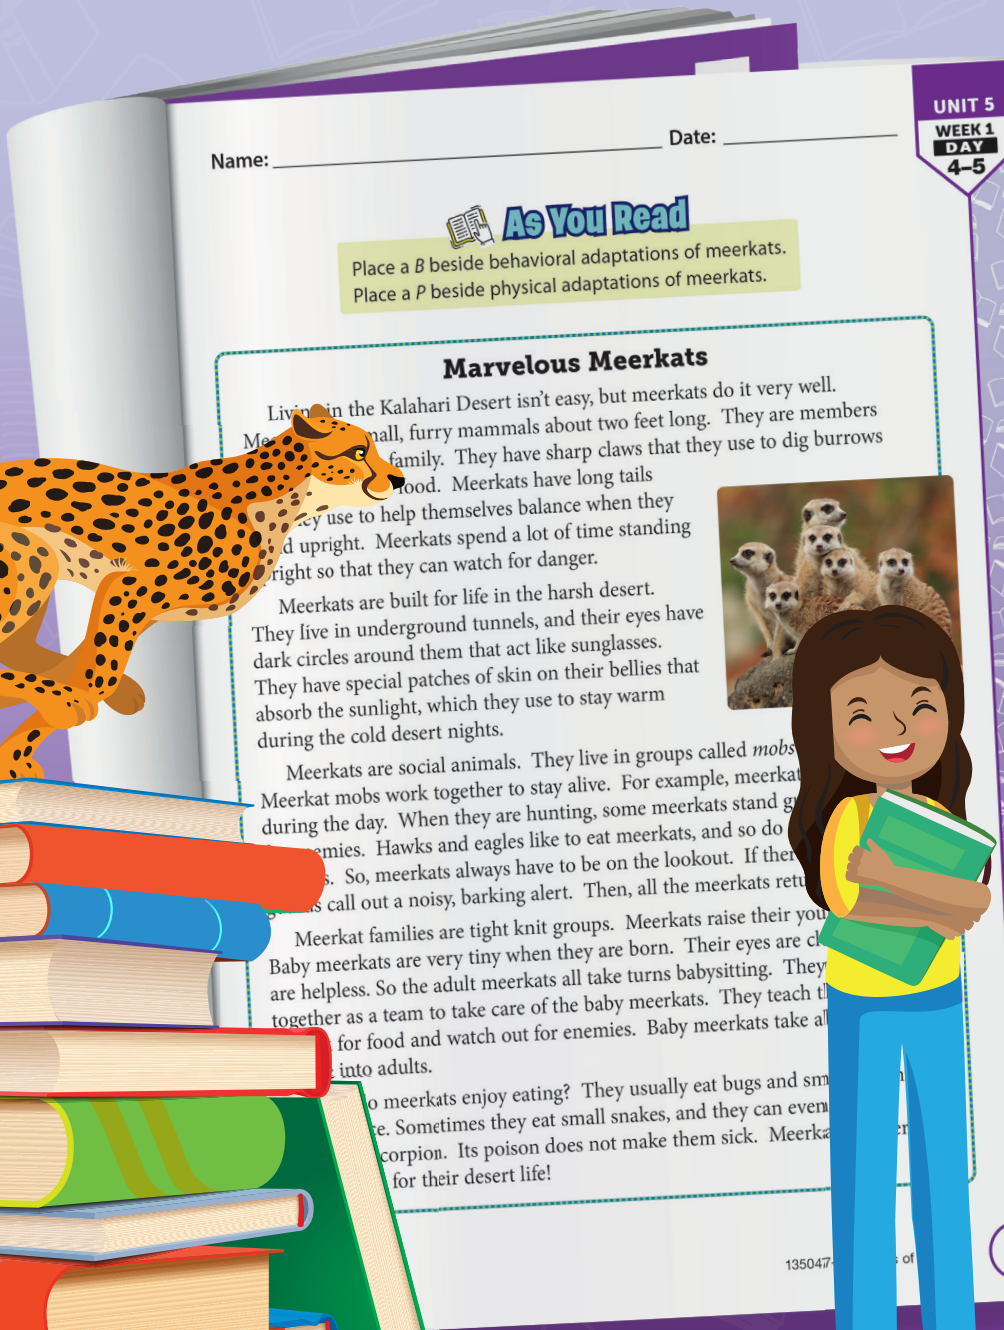 UNIT 5
WEEK 1
DAY
4–5
Name:
Date:
As You Read
Place a B beside behavioral adaptations of meerkats.
Place a P beside physical adaptations of meerkats.
Marvelous Meerkats
in the Kalahari Desert isn’t easy, but meerkats do it very well.
furry mammals about two feet long. They are members
family. They have sharp claws that they use to dig burrows
food. Meerkats have long tails
use to help themselves balance when they
upright. Meerkats spend a lot of time standing
so that they can watch for danger.
Meerkats are built for life in the harsh desert.
They live in underground tunnels, and their eyes have
dark circles around them that act like sunglasses.
They have special patches of skin on their bellies that
absorb the sunlight, which they use to stay warm
during the cold desert nights.
Meerkats are social animals. They live in groups called mobs
Meerkat mobs work together to stay alive. For example,
during the day. When they are hunting, some meerkats stand
Hawks and eagles like to eat meerkats, and so do
So, meerkats always have to be on the lookout. If
call out a noisy, barking alert. Then, all the meerkats
Meerkat families are tight knit groups. Meerkats raise their
Baby meerkats are very tiny when they are born. Their eyes are
are helpless. So the adult meerkats all take turns babysitting. They
together as a team to take care of the baby meerkats. They teach
for food and watch out for enemies. Baby meerkats take
into adults.
meerkats enjoy eating? They usually eat bugs and
Sometimes they eat small snakes, and they can even
Its poison does not make them sick.
for their desert life!
of